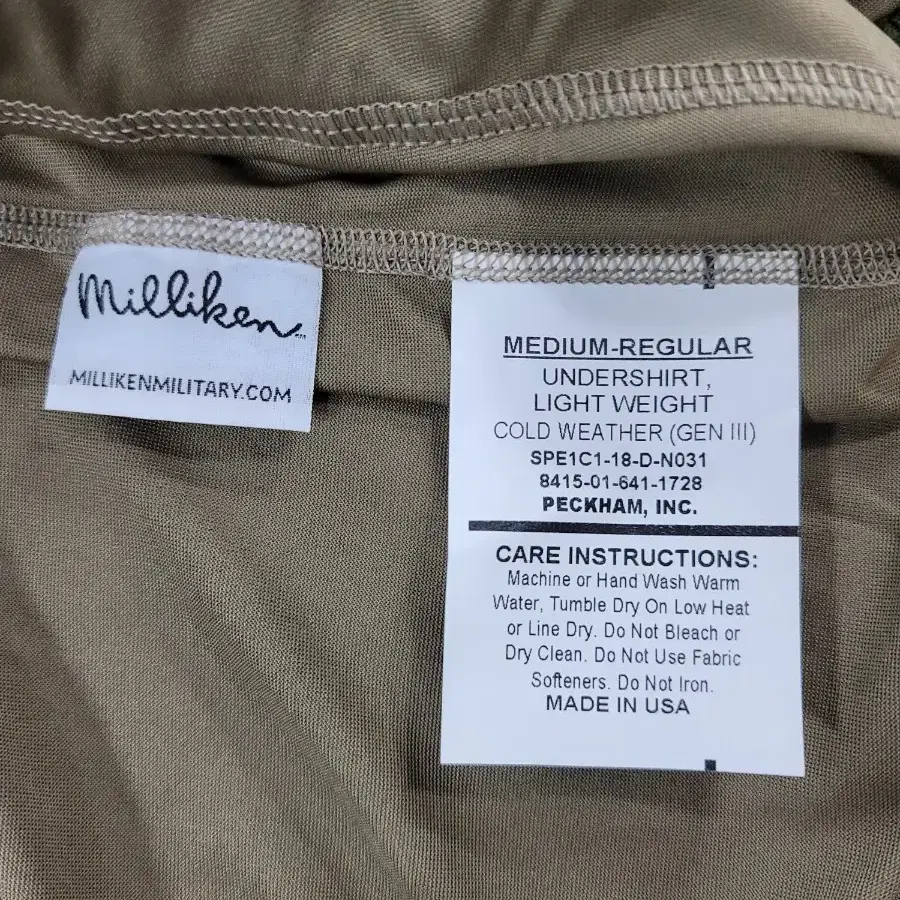 Milliken
MILLIKENMILITARY.COM
MEDIUM-REGULAR
UNDERSHIRT,
LIGHT WEIGHT
COLD WEATHER (GEN III)
SPE1C1-18-D-N031
8415-01-641-1728
PECKHAM, INC.
CARE INSTRUCTIONS:
Machine or Hand Wash Warm
Water, Tumble Dry On Low Heat
or Line Dry. Do Not Bleach or
Dry Clean. Do Not Use Fabric
Softeners. Do Not Iron.
MADE IN USA